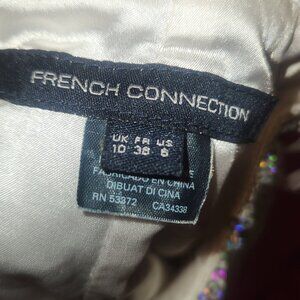 FRENCH CONNECTION
UK FR US
10 38 6
FABRICADO EN CHINA
DIBUAT DI CINA
RN 53372 CA34338